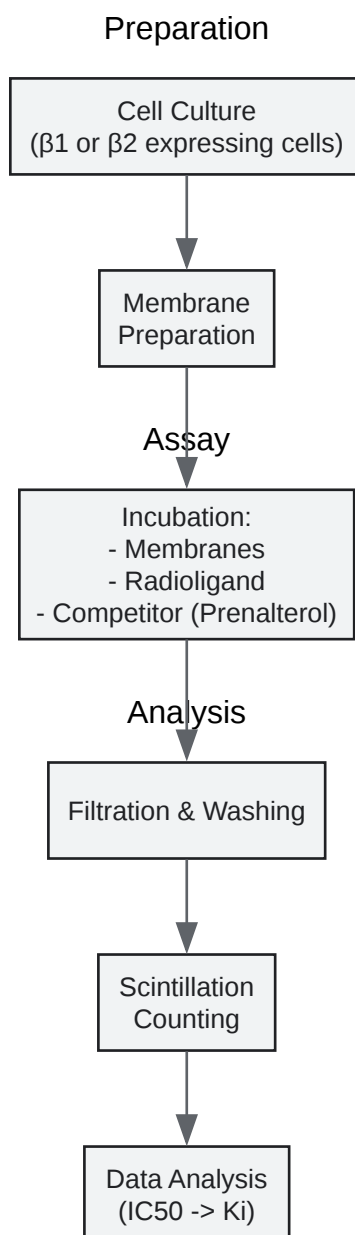 Preparation
Cell Culture
(β1 or β2 expressing cells)
Membrane
Preparation
Assay
Incubation:
- Membranes
- Radioligand
- Competitor (Prenalterol)
Analysis
Filtration & Washing
Scintillation
Counting
Data Analysis
(IC50 -> Ki)